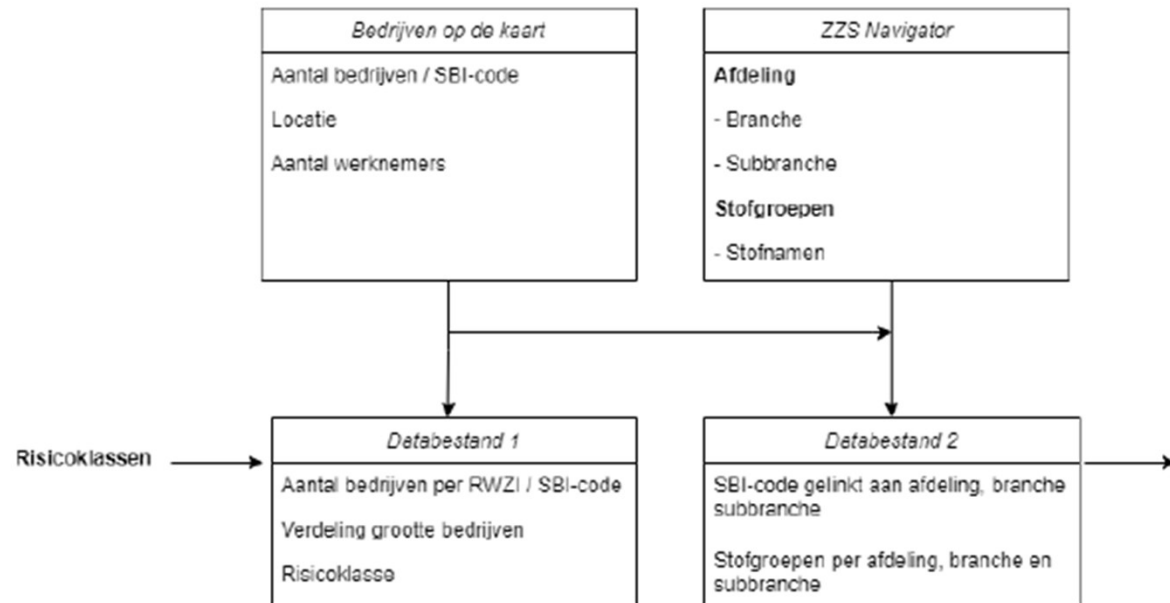 Bedrijven op de kaart
Aantal bedrijven / SBI-code
Locatie
Aantal werknemers
ZZS Navigator
Afdeling
- Branche
- Subbranche
Stofgroepen
- Stofnamen
Risicoklassen
Databestand 1
Aantal bedrijven per RWZI / SBI-code
Verdeling grootte bedrijven
Risicoklasse
Databestand 2
SBI-code gelinkt aan afdeling, branche
subbranche
Stofgroepen per afdeling, branche en
subbranche